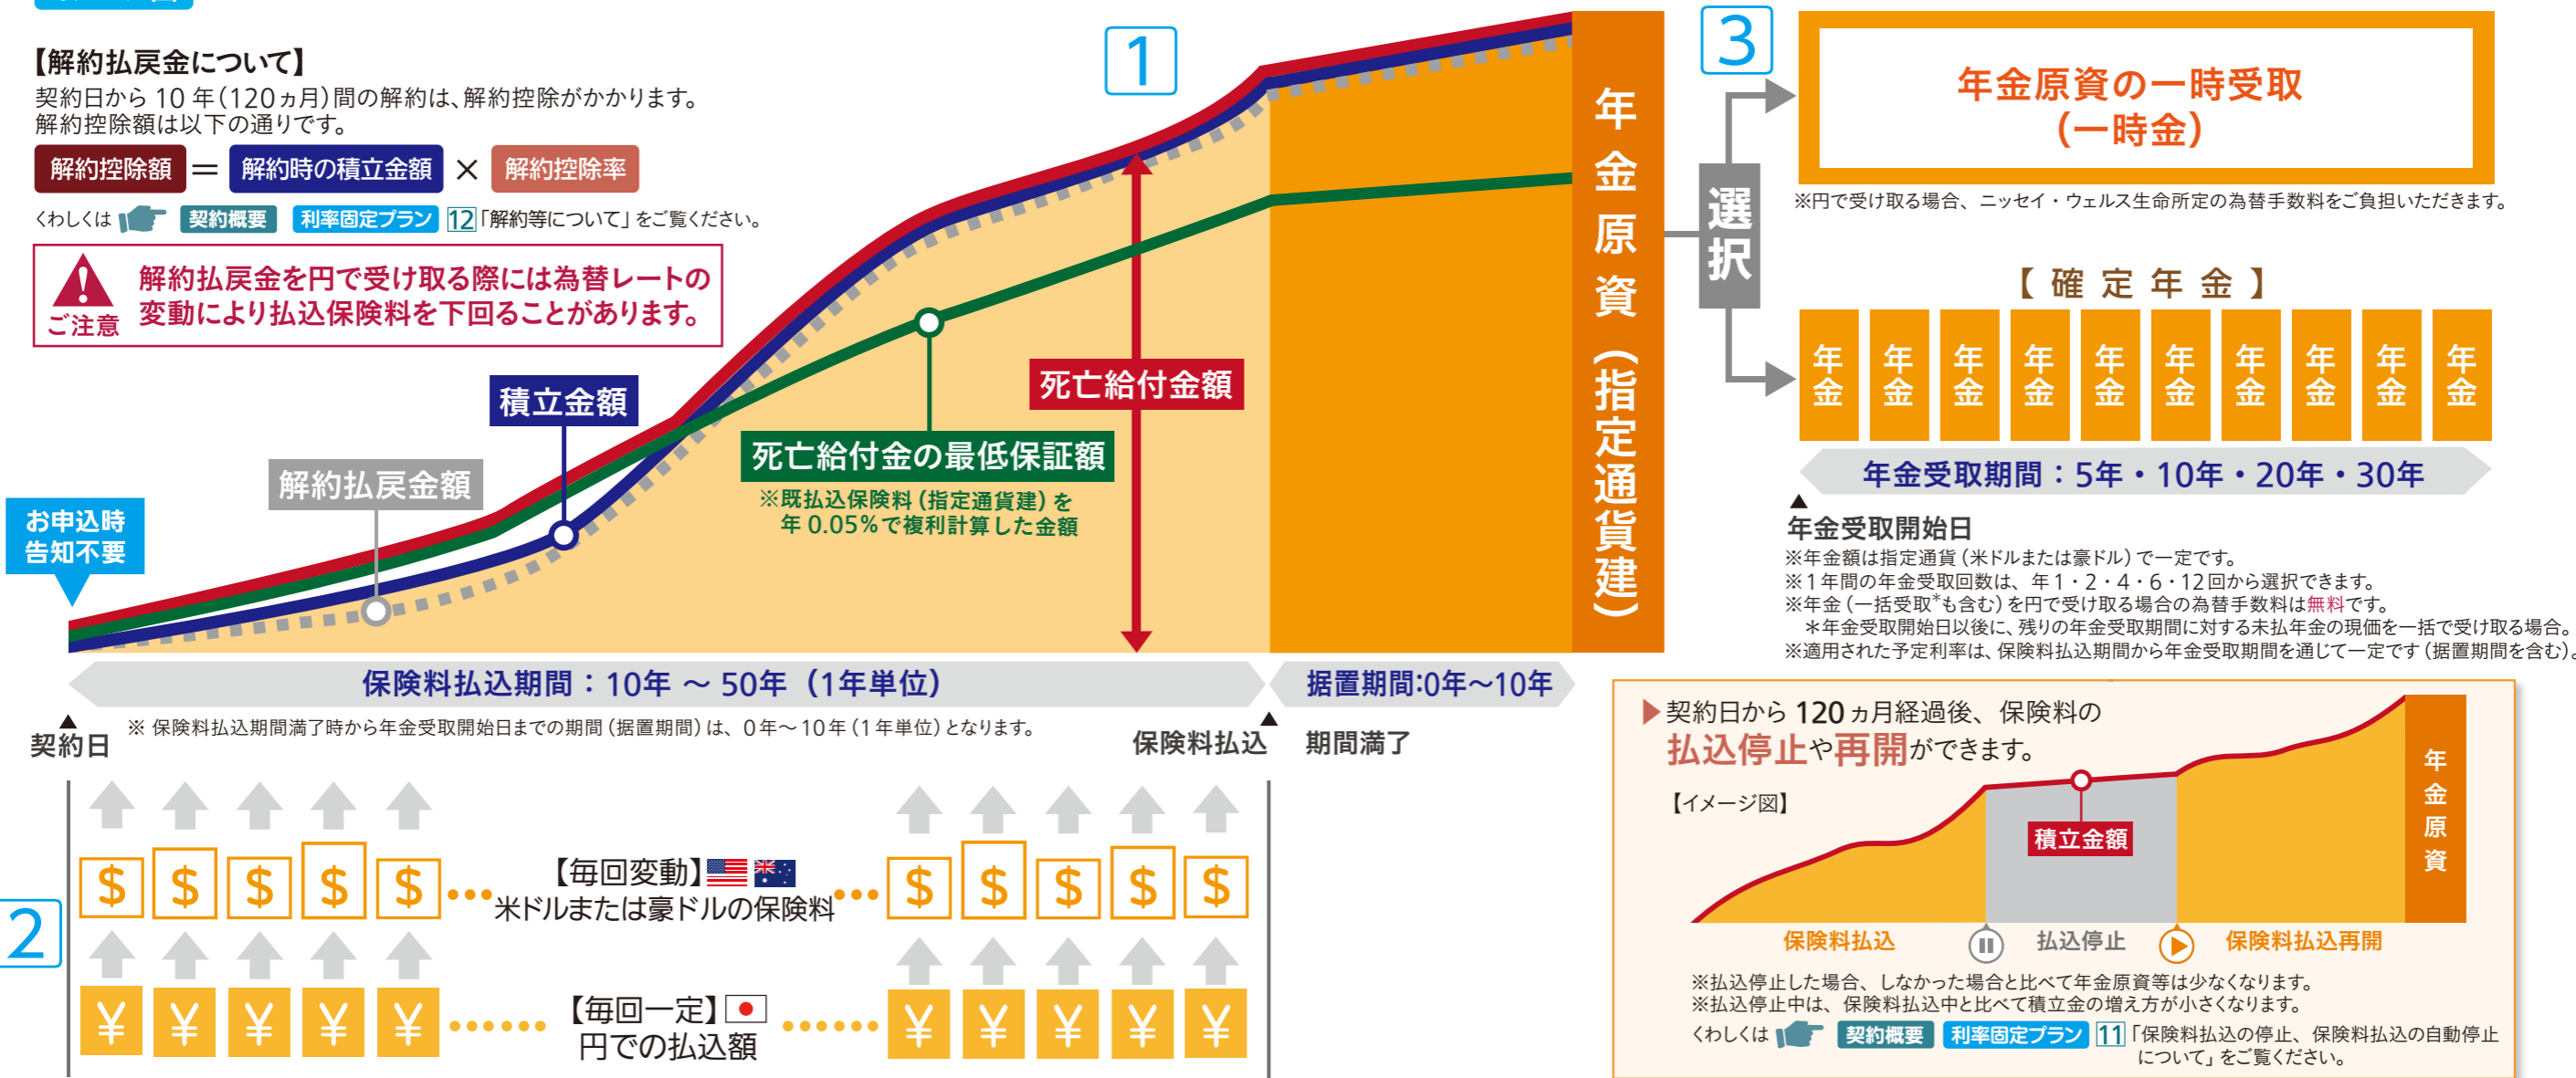 【解約払戻金について】
契約日から 10 年（120ヵ月）間の解約は、解約控除がかかります。
解約控除額は以下の通りです。
解約控除額 ＝ 解約時の積立金額 × 解約控除率
くわしくは 契約概要 利率固定プラン 12「解約等について」をご覧ください。
ご注意
解約払戻金を円で受け取る際には為替レートの
変動により払込保険料を下回ることがあります。
1
積立金額
解約払戻金額
お申込時
告知不要
死亡給付金額
死亡給付金の最低保証額
※既払込保険料（指定通貨建）を
年 0.05％で複利計算した金額
年金原資（指定通貨建）
保険料払込期間：10年 ～ 50年（1年単位）
据置期間:0年～10年
契約日
※ 保険料払込期間満了時から年金受取開始日までの期間（据置期間）は、0年～10年（1年単位）となります。
保険料払込 期間満了
2
$ $ $ $ $
【毎回変動】
米ドルまたは豪ドルの保険料
$ $ $ $ $
¥ ¥ ¥ ¥ ¥
【毎回一定】
円での払込額
¥ ¥ ¥ ¥ ¥
3
選択
年金原資の一時受取
（一時金）
※円で受け取る場合、ニッセイ・ウェルス生命所定の為替手数料をご負担いただきます。
【確定年金】
年金 年金 年金 年金 年金 年金 年金 年金 年金 年金
年金受取期間：5年・10年・20年・30年
年金受取開始日
※年金額は指定通貨（米ドルまたは豪ドル）で一定です。
※1年間の年金受取回数は、年1・2・4・6・12回から選択できます。
※年金（一括受取＊も含む）を円で受け取る場合の為替手数料は無料です。
＊年金受取開始日以後に、残りの年金受取期間に対する未払年金の現価を一括で受け取る場合。
※適用された予定利率は、保険料払込期間から年金受取期間を通じて一定です（据置期間を含む）。
契約日から 120 ヵ月経過後、保険料の
払込停止や再開ができます。
【イメージ図】
積立金額
年金原資
保険料払込 払込停止 保険料払込再開
※払込停止した場合、しなかった場合と比べて年金原資等は少なくなります。
※払込停止中は、保険料払込中と比べて積立金の増え方が小さくなります。
くわしくは 契約概要 利率固定プラン 11「保険料払込の停止、保険料払込の自動停止
について」をご覧ください。